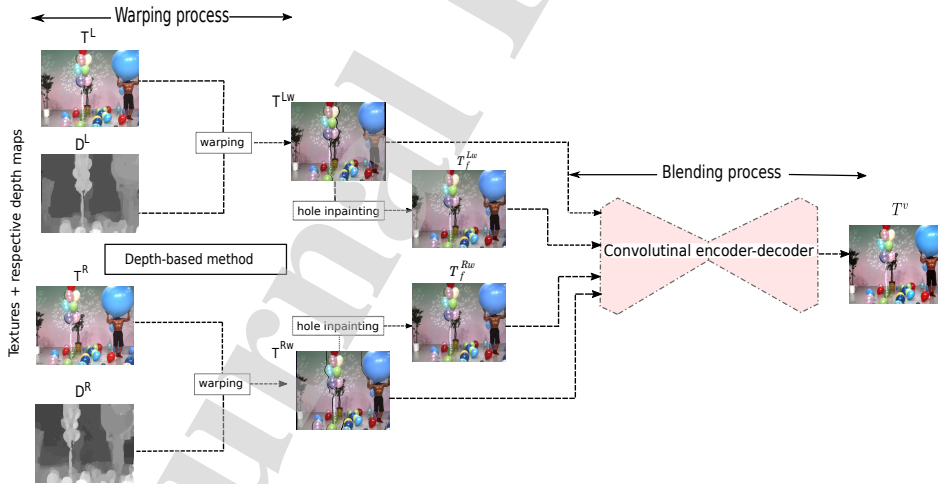 Warping process
T^L
T^Lw
D^L
warping
T_f^Lw
hole inpainting
Blending process
T^v
Textures + respective depth maps
Convolutinal encoder-decoder
Depth-based method
T^R
T_f^Rw
hole inpainting
T^Rw
warping
D^R